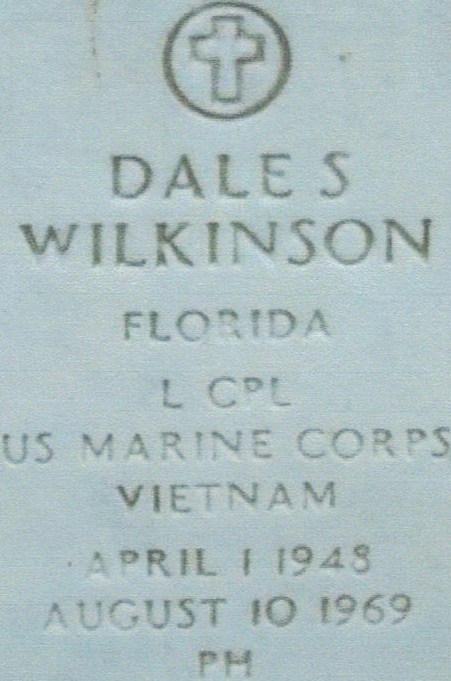 DALE S
WILKINSON
FLORIDA
L CPL
US MARINE CORPS
VIETNAM
APRIL 1 1948
AUGUST 10 1969
PH